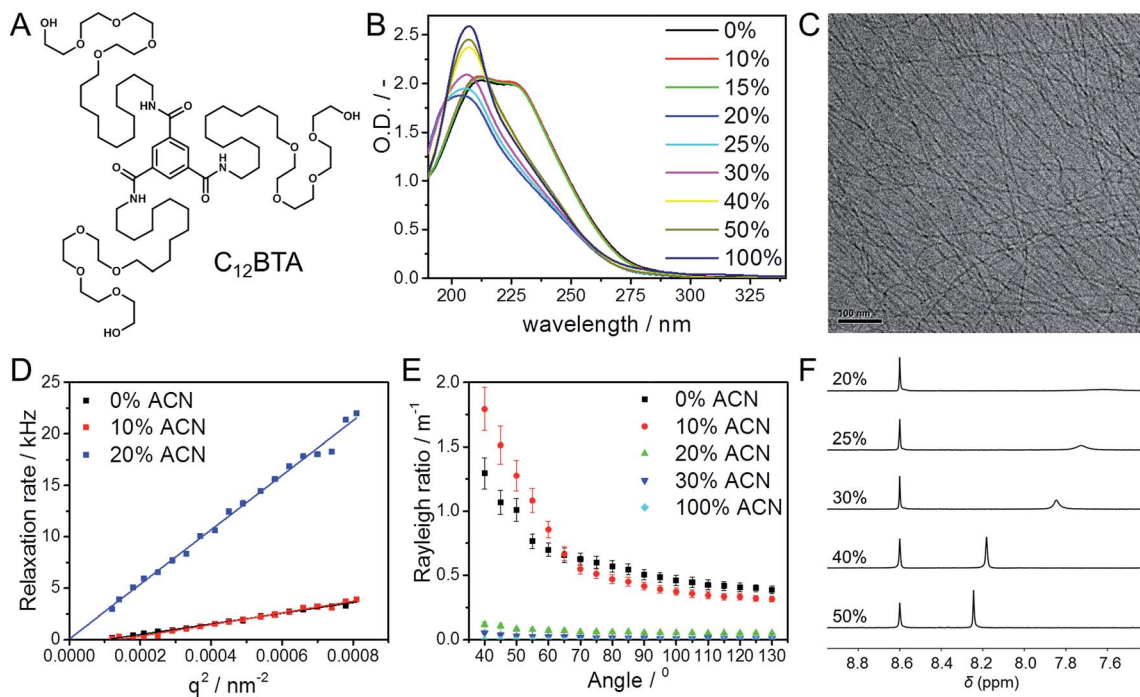 A
OH
O
O
O
O
NH
O
O
NH
O
HN
O
O
O
O
OH
O
O
O
O
HO
C12BTA
B
O.D. / -
2.5
2.0
1.5
1.0
0.5
0.0
200
225
250
275
300
325
wavelength / nm
0%
10%
15%
20%
25%
30%
40%
50%
100%
C
100 nm
D
Relaxation rate / kHz
25
20
15
10
5
0
0.0000
0.0002
0.0004
0.0006
0.0008
q² / nm⁻²
0% ACN
10% ACN
20% ACN
E
Rayleigh ratio / m⁻¹
2.0
1.5
1.0
0.5
0.0
40
50
60
70
80
90
100
110
120
130
Angle / ⁰
0% ACN
10% ACN
20% ACN
30% ACN
100% ACN
F
20%
25%
30%
40%
50%
8.8
8.6
8.4
8.2
8.0
7.8
7.6
δ (ppm)